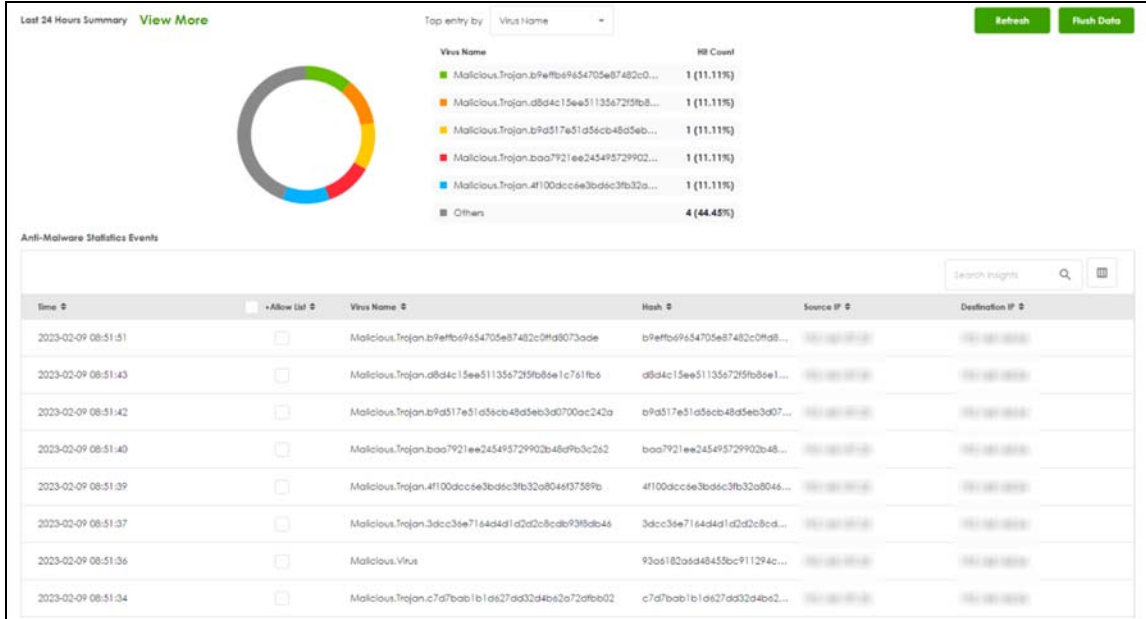 Last 24 Hours Summary View More Top entry by Virus Name Refresh Flush Data
Virus Name Hit Count
Malicious.Trojan.b9effb69654705e87482c0... 1 (11.11%)
Malicious.Trojan.d8d4c15ee51135672f5fb8... 1 (11.11%)
Malicious.Trojan.b9d517e51d56cb48d5eb... 1 (11.11%)
Malicious.Trojan.baa7921ee245495729902... 1 (11.11%)
Malicious.Trojan.4f100dcc6e3bd6c3fb32a... 1 (11.11%)
Others 4 (44.45%)
Anti-Malware Statistics Events
Search insights
Time +Allow List Virus Name Hash Source IP Destination IP
2023-02-09 08:51:51 Malicious.Trojan.b9effb69654705e87482c0ffd8073ade b9effb69654705e87482c0ffd8...
2023-02-09 08:51:43 Malicious.Trojan.d8d4c15ee51135672f5fb86e1c761fb6 d8d4c15ee51135672f5fb86e1...
2023-02-09 08:51:42 Malicious.Trojan.b9d517e51d56cb48d5eb3d0700ac242a b9d517e51d56cb48d5eb3d07...
2023-02-09 08:51:40 Malicious.Trojan.baa7921ee245495729902b48d9b3c262 baa7921ee245495729902b48...
2023-02-09 08:51:39 Malicious.Trojan.4f100dcc6e3bd6c3fb32a8046f37589b 4f100dcc6e3bd6c3fb32a8046...
2023-02-09 08:51:37 Malicious.Trojan.3dcc36e7164d4d1d2d2c8cdb93f8db46 3dcc36e7164d4d1d2d2c8cd...
2023-02-09 08:51:36 Malicious.Virus 93a6182a6d48455bc911294c...
2023-02-09 08:51:34 Malicious.Trojan.c7d7bab1b1d627dd32d4b62a72dfbb02 c7d7bab1b1d627dd32d4b62...